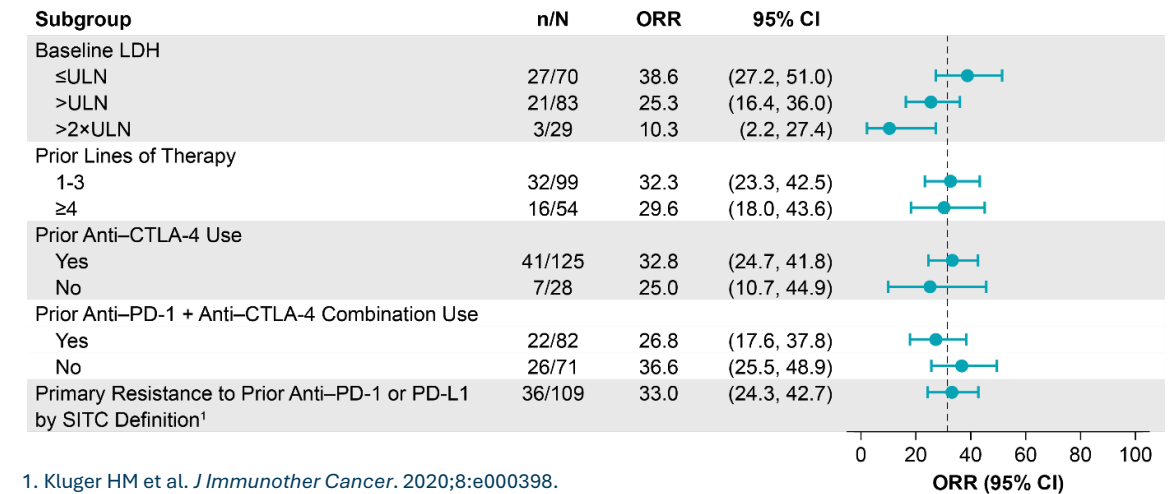 Subgroup n/N ORR 95% CI
Baseline LDH
≤ULN 27/70 38.6 (27.2, 51.0)
>ULN 21/83 25.3 (16.4, 36.0)
>2×ULN 3/29 10.3 (2.2, 27.4)
Prior Lines of Therapy
1-3 32/99 32.3 (23.3, 42.5)
≥4 16/54 29.6 (18.0, 43.6)
Prior Anti–CTLA-4 Use
Yes 41/125 32.8 (24.7, 41.8)
No 7/28 25.0 (10.7, 44.9)
Prior Anti–PD-1 + Anti–CTLA-4 Combination Use
Yes 22/82 26.8 (17.6, 37.8)
No 26/71 36.6 (25.5, 48.9)
Primary Resistance to Prior Anti–PD-1 or PD-L1 36/109 33.0 (24.3, 42.7)
by SITC Definition¹
0 20 40 60 80 100
ORR (95% CI)
1. Kluger HM et al. J Immunother Cancer. 2020;8:e000398.